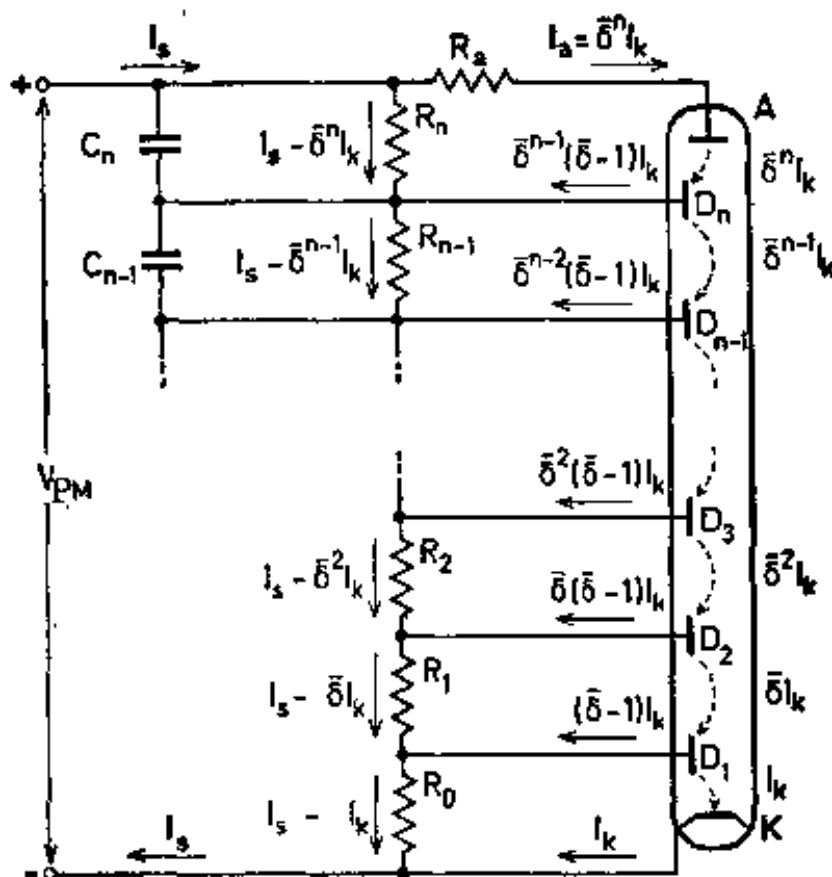 I_s
R_a
I_a = δ̄^n I_k
+
A
C_n
I_s - δ̄^n I_k
R_n
δ̄^{n-1}(δ̄-1)I_k
δ̄^n I_k
D_n
C_{n-1}
I_s - δ̄^{n-1} I_k
R_{n-1}
δ̄^{n-2}(δ̄-1)I_k
δ̄^{n-1} I_k
D_{n-1}
V_{PM}
δ̄^2(δ̄-1)I_k
D_3
I_s - δ̄^2 I_k
R_2
δ̄(δ̄-1)I_k
δ̄^2 I_k
D_2
I_s - δ̄I_k
R_1
(δ̄-1)I_k
δ̄I_k
D_1
I_s - I_k
R_0
I_k
K
I_s
I_k
-